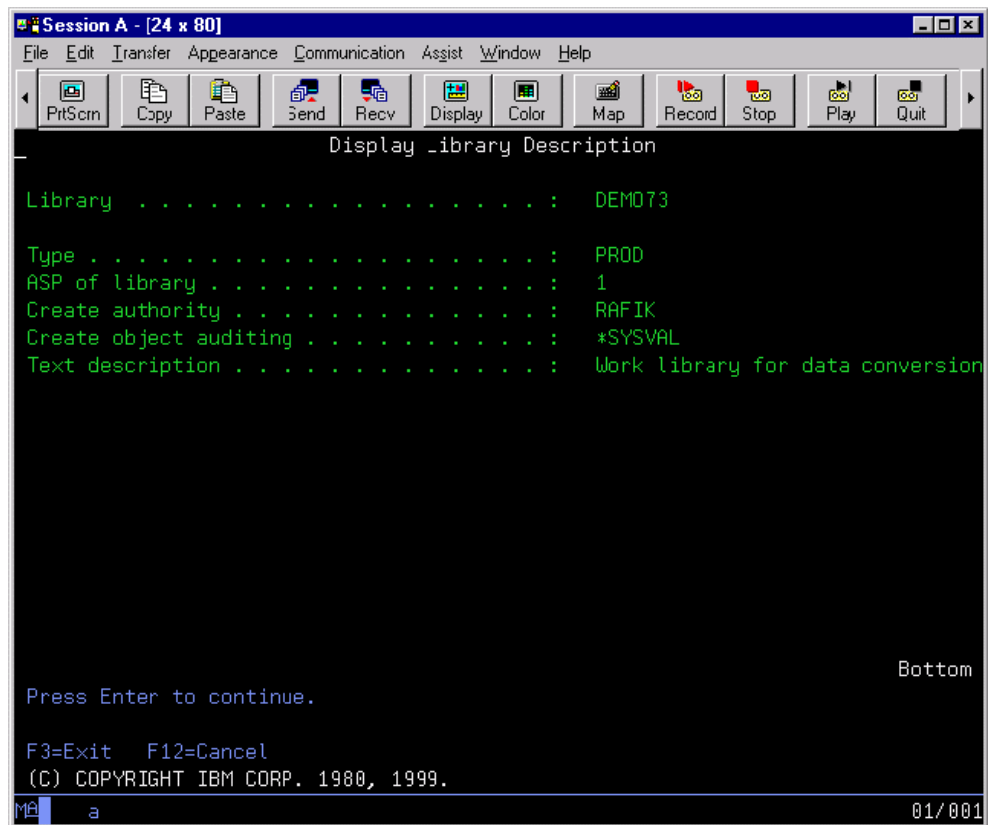 Session A - [24 x 80]
File Edit Transfer Appearance Communication Assist Window Help
PrtScrn Copy Paste Send Recv Display Color Map Record Stop Play Quit
Display Library Description
Library . . . . . . . . . . . . . . . . . . : DEMO73
Type . . . . . . . . . . . . . . . . . . . . : PROD
ASP of library . . . . . . . . . . . . . . . : 1
Create authority . . . . . . . . . . . . . . : RAFIK
Create object auditing . . . . . . . . . . . : *SYSVAL
Text description . . . . . . . . . . . . . . : Work library for data conversion
Bottom
Press Enter to continue.
F3=Exit F12=Cancel
(C) COPYRIGHT IBM CORP. 1980, 1999.
MA a 01/001